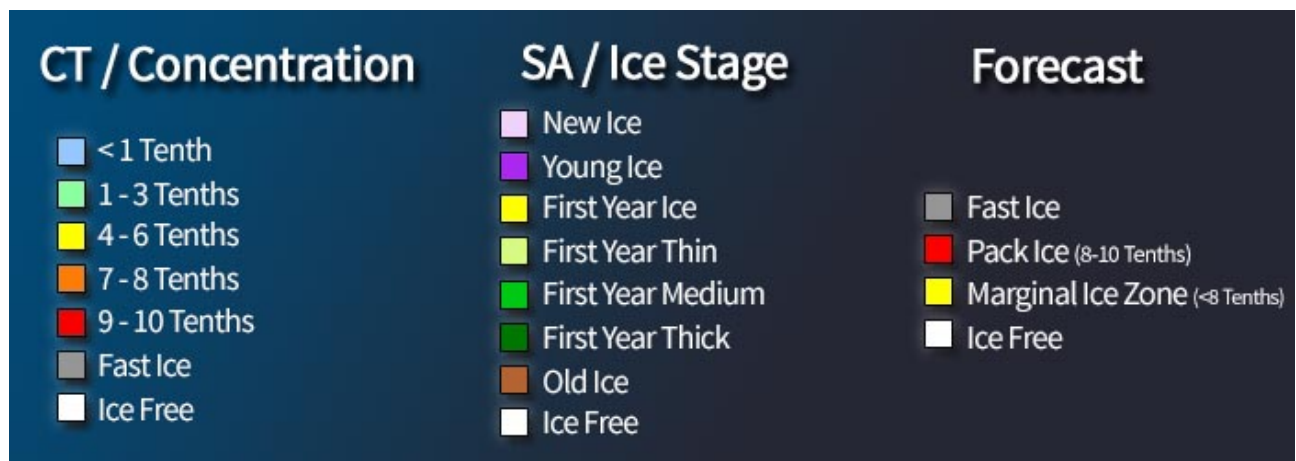 CT / Concentration
< 1 Tenth
1 - 3 Tenths
4 - 6 Tenths
7 - 8 Tenths
9 - 10 Tenths
Fast Ice
Ice Free
SA / Ice Stage
New Ice
Young Ice
First Year Ice
First Year Thin
First Year Medium
First Year Thick
Old Ice
Ice Free
Forecast
Fast Ice
Pack Ice (8-10 Tenths)
Marginal Ice Zone (<8 Tenths)
Ice Free